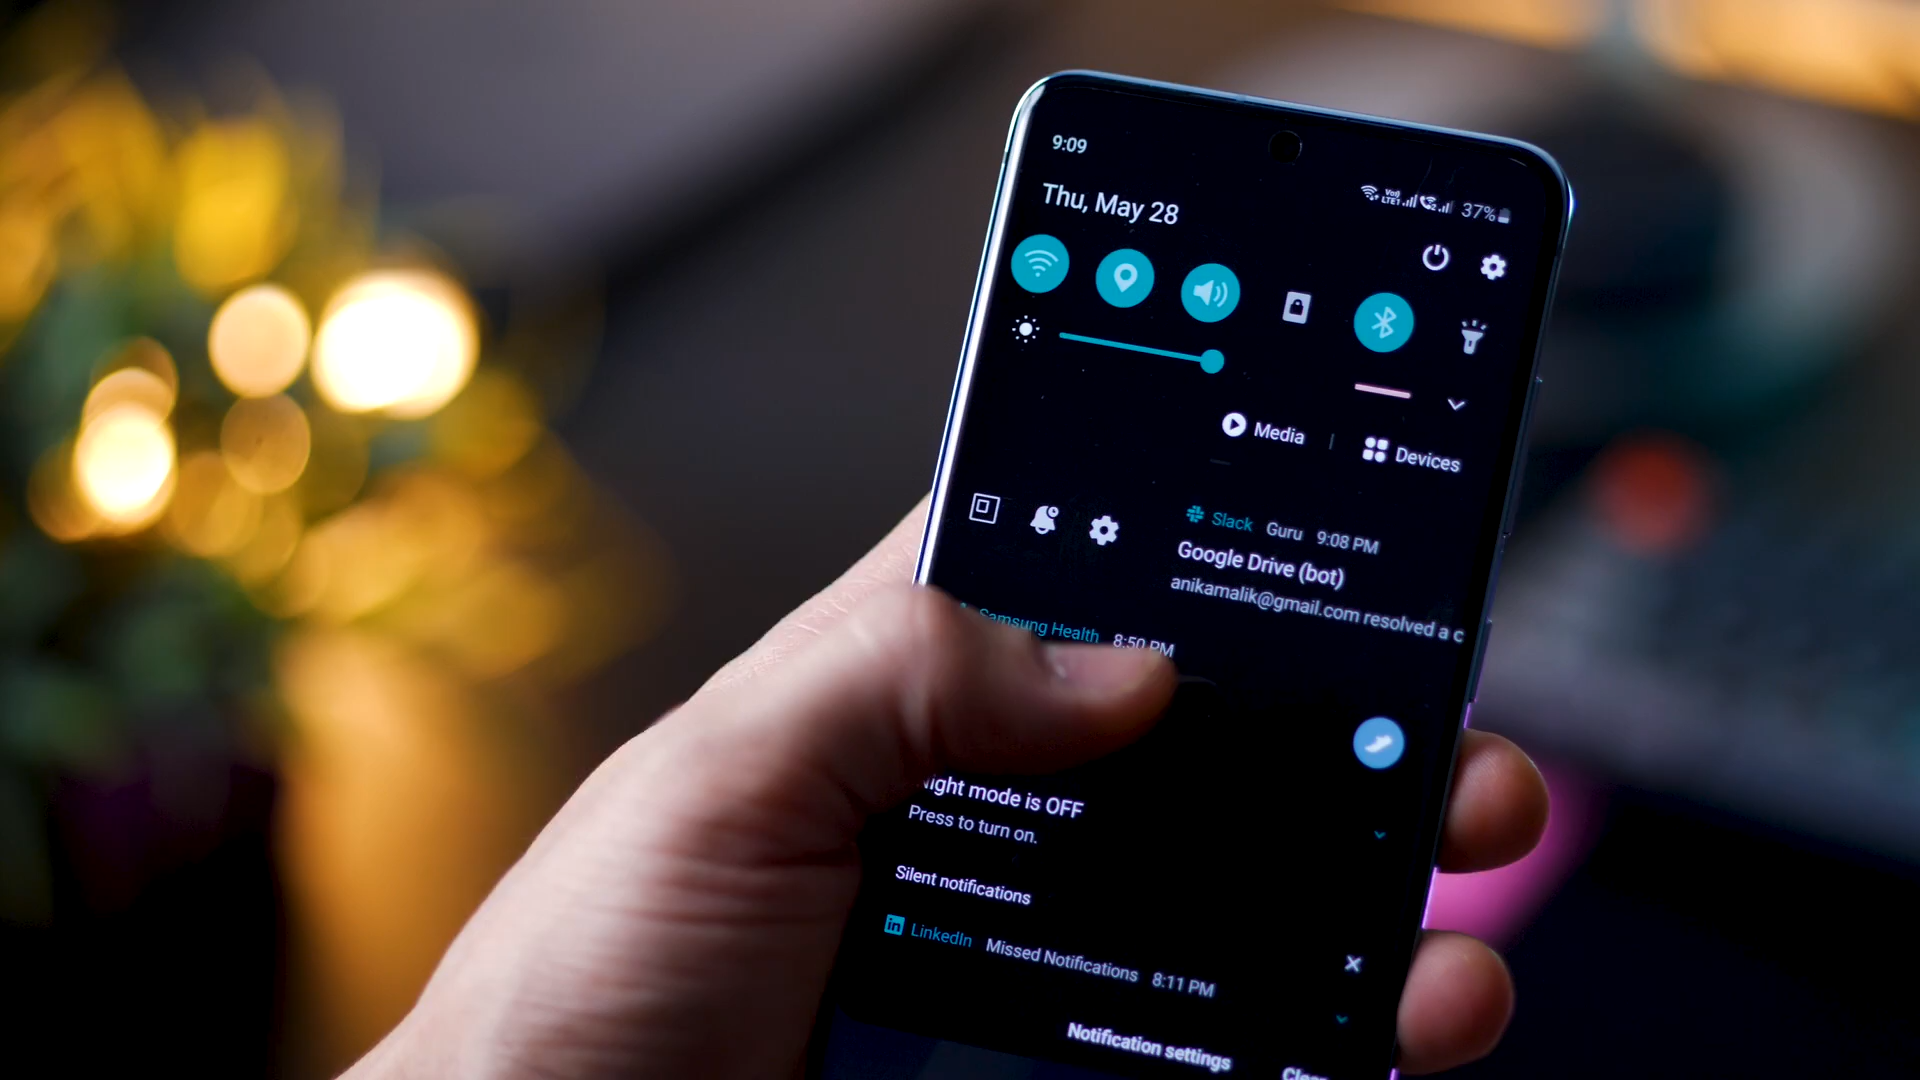 9:09
Thu, May 28
37%
Media | Devices
Slack Guru 9:08 PM
Google Drive (bot)
anikamalik@gmail.com resolved a c
Samsung Health 8:50 PM
ight mode is OFF
Press to turn on.
Silent notifications
in LinkedIn Missed Notifications 8:11 PM
Notification settings
Clear